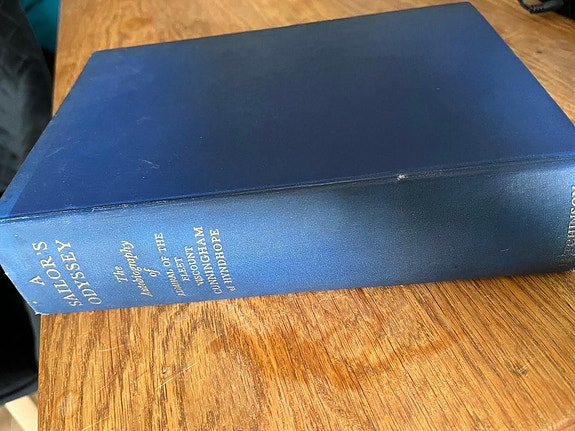 A
SAILOR'S
ODYSSEY
The
Autobiography
of
ADMIRAL OF THE
FLEET
VISCOUNT
CUNNINGHAM
of HYNDHOPE
HUTCHINSON